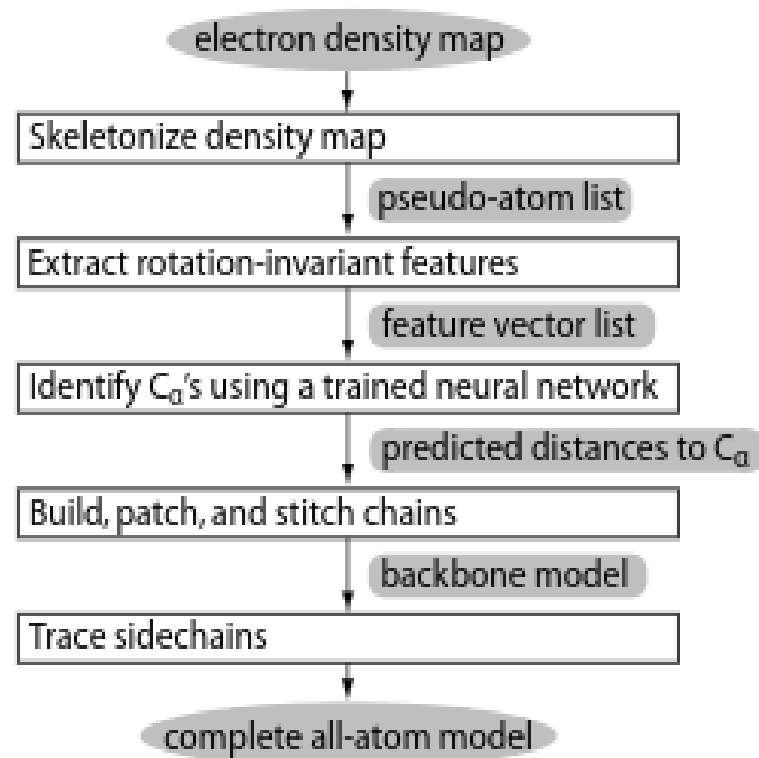 electron density map
Skeletonize density map
pseudo-atom list
Extract rotation-invariant features
feature vector list
Identify Cα's using a trained neural network
predicted distances to Cα
Build, patch, and stitch chains
backbone model
Trace sidechains
complete all-atom model